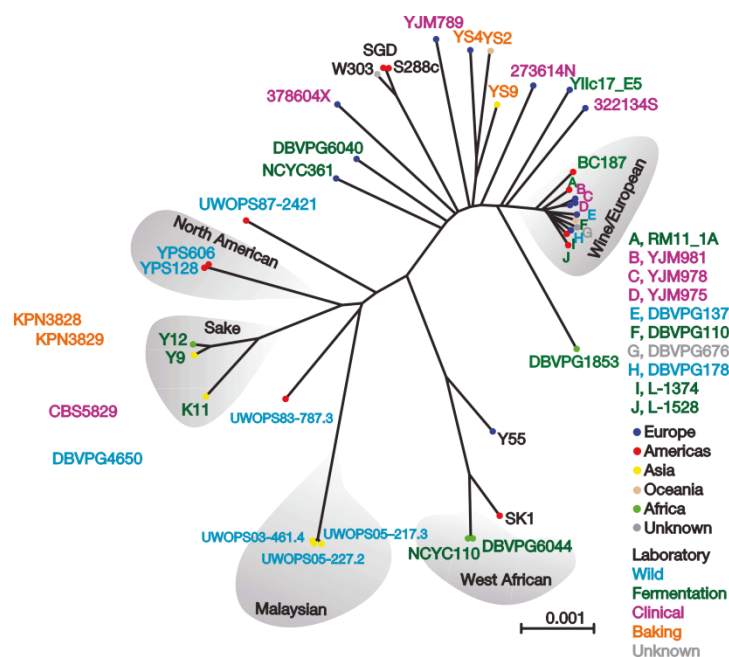 YJM789
YS4
YS2
SGD
W303
S288c
273614N
YIIc17_E5
YS9
378604X
322134S
DBVPG6040
NCYC361
BC187
A
B
C
D
E
F
G
H
I
J
Wine/European
UWOPS87-2421
North American
YPS606
YPS128
A, RM11_1A
B, YJM981
C, YJM978
D, YJM975
E, DBVPG137
F, DBVPG110
G, DBVPG676
H, DBVPG178
I, L-1374
J, L-1528
KPN3828
KPN3829
Sake
Y12
Y9
K11
DBVPG1853
CBS5829
UWOPS83-787.3
DBVPG4650
Y55
Europe
Americas
Asia
Oceania
Africa
Unknown
SK1
UWOPS03-461.4
UWOPS05-217.3
UWOPS05-227.2
NCYC110
DBVPG6044
West African
Malaysian
0.001
Laboratory
Wild
Fermentation
Clinical
Baking
Unknown